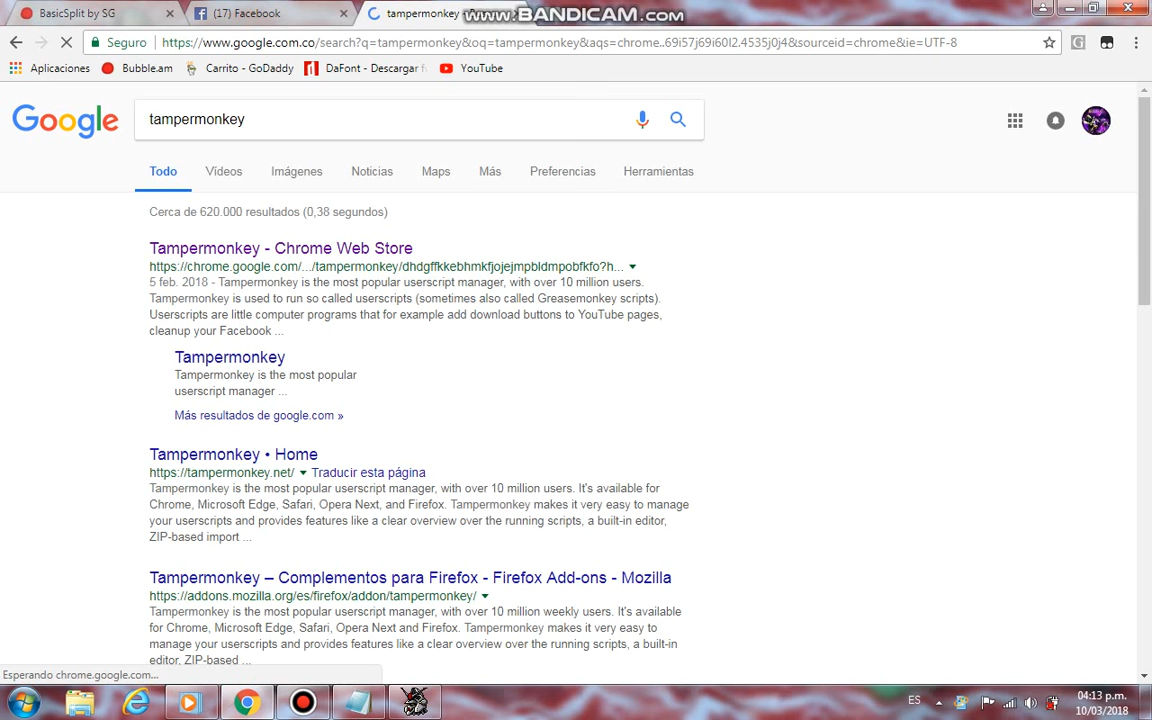 BasicSplit by SG
(17) Facebook
tampermonkey
www.BANDICAM.com
Seguro
https://www.google.com.co/search?q=tampermonkey&oq=tampermonkey&aqs=chrome..69i57j69i60l2.4535j0j4&sourceid=chrome&ie=UTF-8
Aplicaciones
Bubble.am
Carrito - GoDaddy
DaFont - Descargar
YouTube
Google
tampermonkey
Todo
Vídeos
Imágenes
Noticias
Maps
Más
Preferencias
Herramientas
Cerca de 620.000 resultados (0,38 segundos)
Tampermonkey - Chrome Web Store
https://chrome.google.com/.../tampermonkey/dhdgffkkebhmkfjojejmpbldmpobfkfo?h...
5 feb. 2018 - Tampermonkey is the most popular userscript manager, with over 10 million users.
Tampermonkey is used to run so called userscripts (sometimes also called Greasemonkey scripts).
Userscripts are little computer programs that for example add download buttons to YouTube pages,
cleanup your Facebook ...
Tampermonkey
Tampermonkey is the most popular
userscript manager ...
Más resultados de google.com »
Tampermonkey • Home
https://tampermonkey.net/ Traducir esta página
Tampermonkey is the most popular userscript manager, with over 10 million users. It's available for
Chrome, Microsoft Edge, Safari, Opera Next, and Firefox. Tampermonkey makes it very easy to manage
your userscripts and provides features like a clear overview over the running scripts, a built-in editor,
ZIP-based import ...
Tampermonkey – Complementos para Firefox - Firefox Add-ons - Mozilla
https://addons.mozilla.org/es/firefox/addon/tampermonkey/
Tampermonkey is the most popular userscript manager, with over 10 million weekly users. It's available
for Chrome, Microsoft Edge, Safari, Opera Next and Firefox. Tampermonkey makes it very easy to
manage your userscripts and provides features like a clear overview over the running scripts, a built-in
editor, ZIP-based ...
Esperando chrome.google.com...
ES
04:13 p.m.
10/03/2018